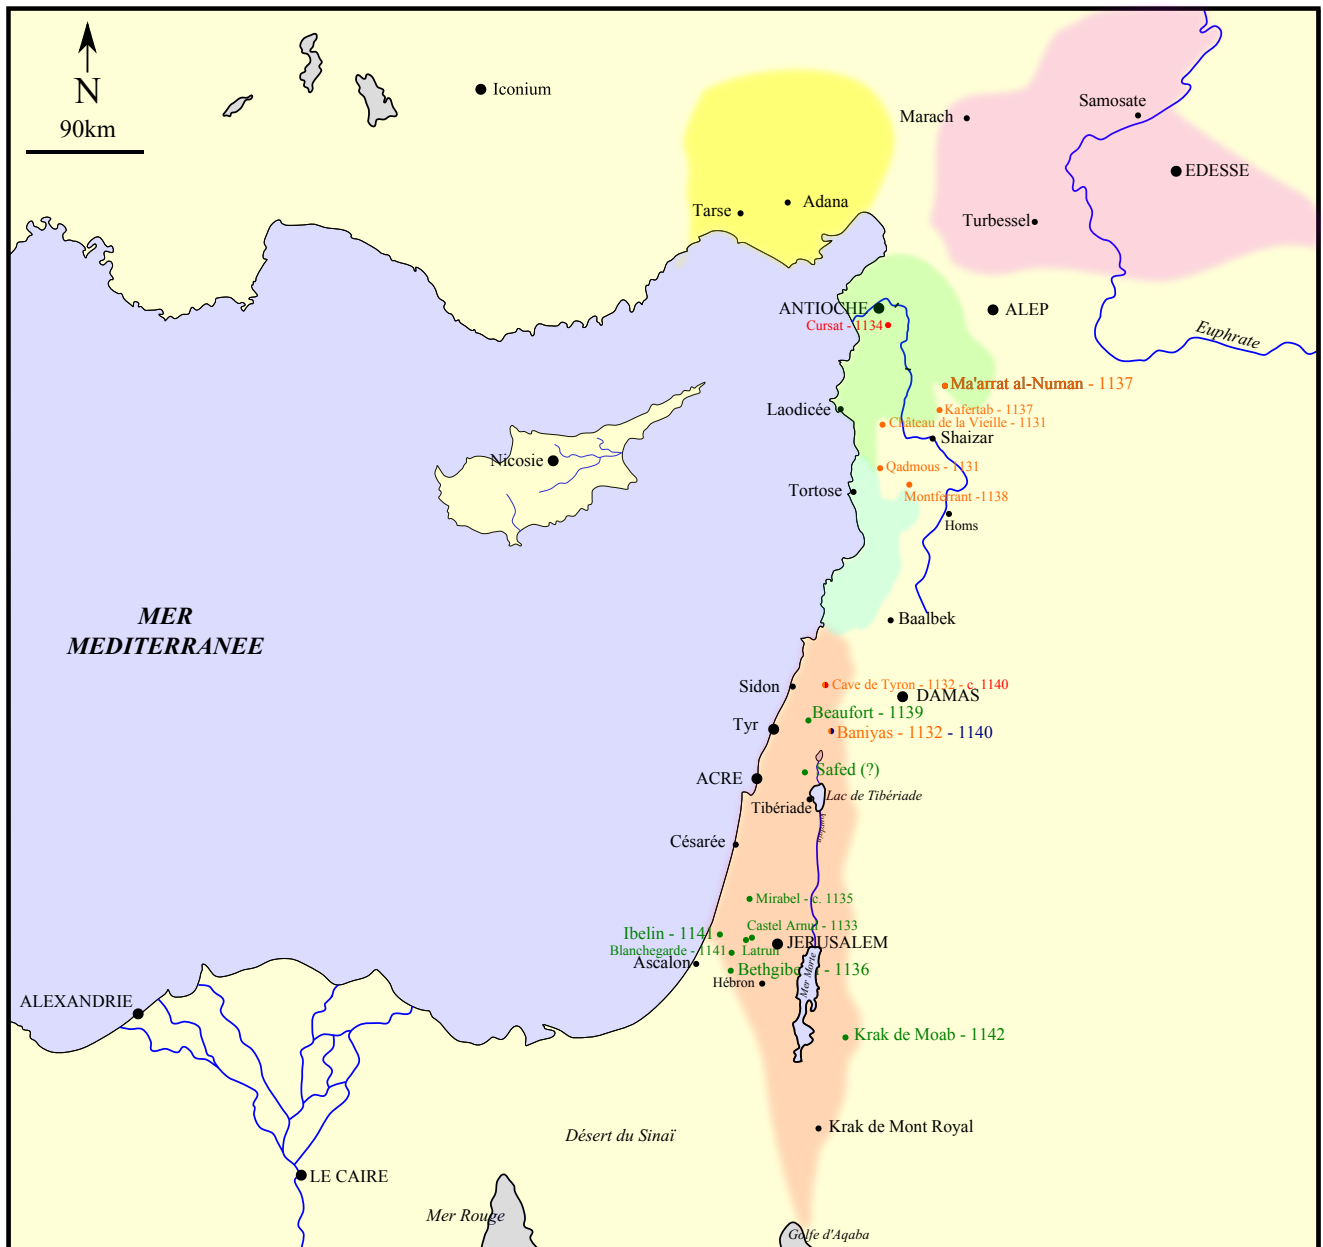 N
90km
Iconium
Marach
Samosate
EDESSE
Tarse
Adana
Turbessel
ANTIOCHE
ALEP
Cursat - 1134
Euphrate
Ma'arrat al-Numan - 1137
Laodicée
Kafertab - 1137
Château de la Vieille - 1131
Shaizar
Nicosie
Qadmous - 1131
Tortose
Montferrant -1138
Homs
MER
MEDITERRANEE
Baalbek
Sidon
Cave de Tyron - 1132 - c. 1140
DAMAS
Beaufort - 1139
Tyr
Baniyas - 1132 - 1140
Safed (?)
ACRE
Lac de Tibériade
Tibériade
Césarée
Mirabel - c. 1135
Castel Arnul - 1133
Ibelin - 1141
JERUSALEM
Blanchegarde - 1141
Latrun
Ascalon
Mer Morte
Hébron
ALEXANDRIE
Krak de Moab - 1142
Krak de Mont Royal
Désert du Sinaï
LE CAIRE
Mer Rouge
Golfe d'Aqaba